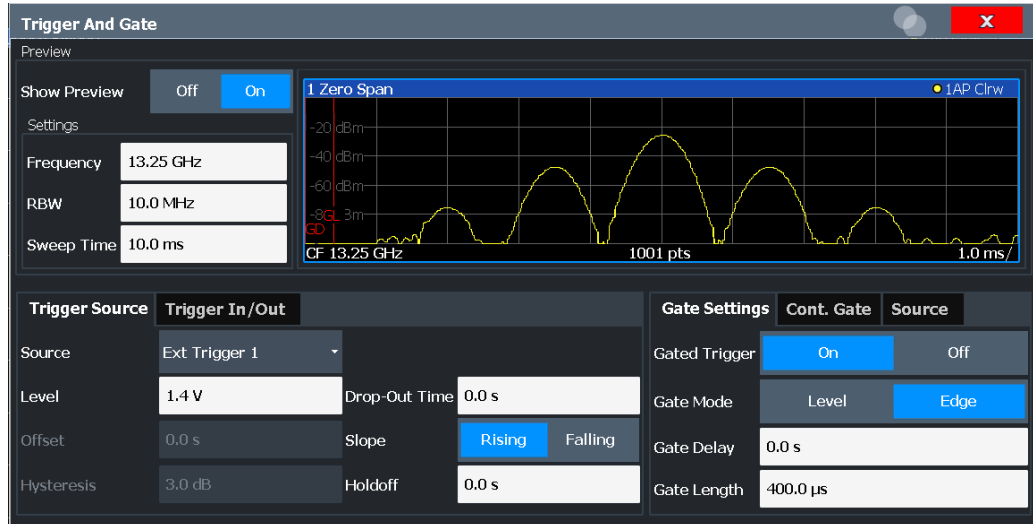 Trigger And Gate X
Preview
Show Preview Off On
Settings
Frequency 13.25 GHz
RBW 10.0 MHz
Sweep Time 10.0 ms
1 Zero Span 1AP Clrw
-20 dBm
-40 dBm
-60 dBm
GL
GD
CF 13.25 GHz 1001 pts 1.0 ms/
Trigger Source Trigger In/Out
Source Ext Trigger 1
Level 1.4 V Drop-Out Time 0.0 s
Offset 0.0 s Slope Rising Falling
Hysteresis 3.0 dB Holdoff 0.0 s
Gate Settings Cont. Gate Source
Gated Trigger On Off
Gate Mode Level Edge
Gate Delay 0.0 s
Gate Length 400.0 µs